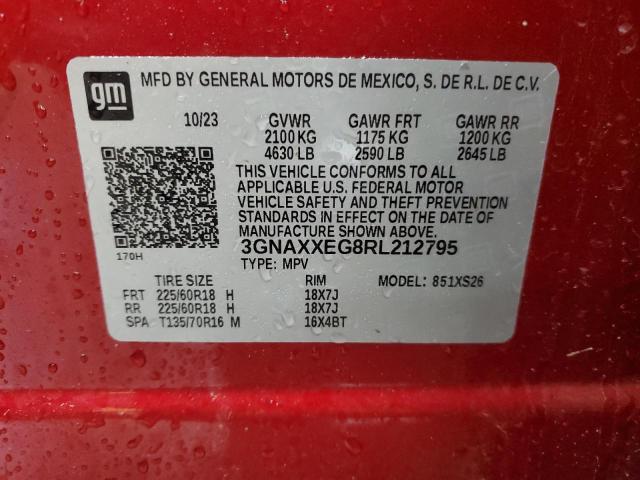 gm
MFD BY GENERAL MOTORS DE MEXICO, S. DE R.L. DE C.V.
10/23 GVWR GAWR FRT GAWR RR
2100 KG 1175 KG 1200 KG
4630 LB 2590 LB 2645 LB
THIS VEHICLE CONFORMS TO ALL
APPLICABLE U.S. FEDERAL MOTOR
VEHICLE SAFETY AND THEFT PREVENTION
STANDARDS IN EFFECT ON THE DATE OF
MANUFACTURE SHOWN ABOVE.
170H 3GNAXXEG8RL212795
TYPE: MPV
TIRE SIZE RIM MODEL: 851XS26
FRT 225/60R18 H 18X7J
RR 225/60R18 H 18X7J
SPA T135/70R16 M 16X4BT